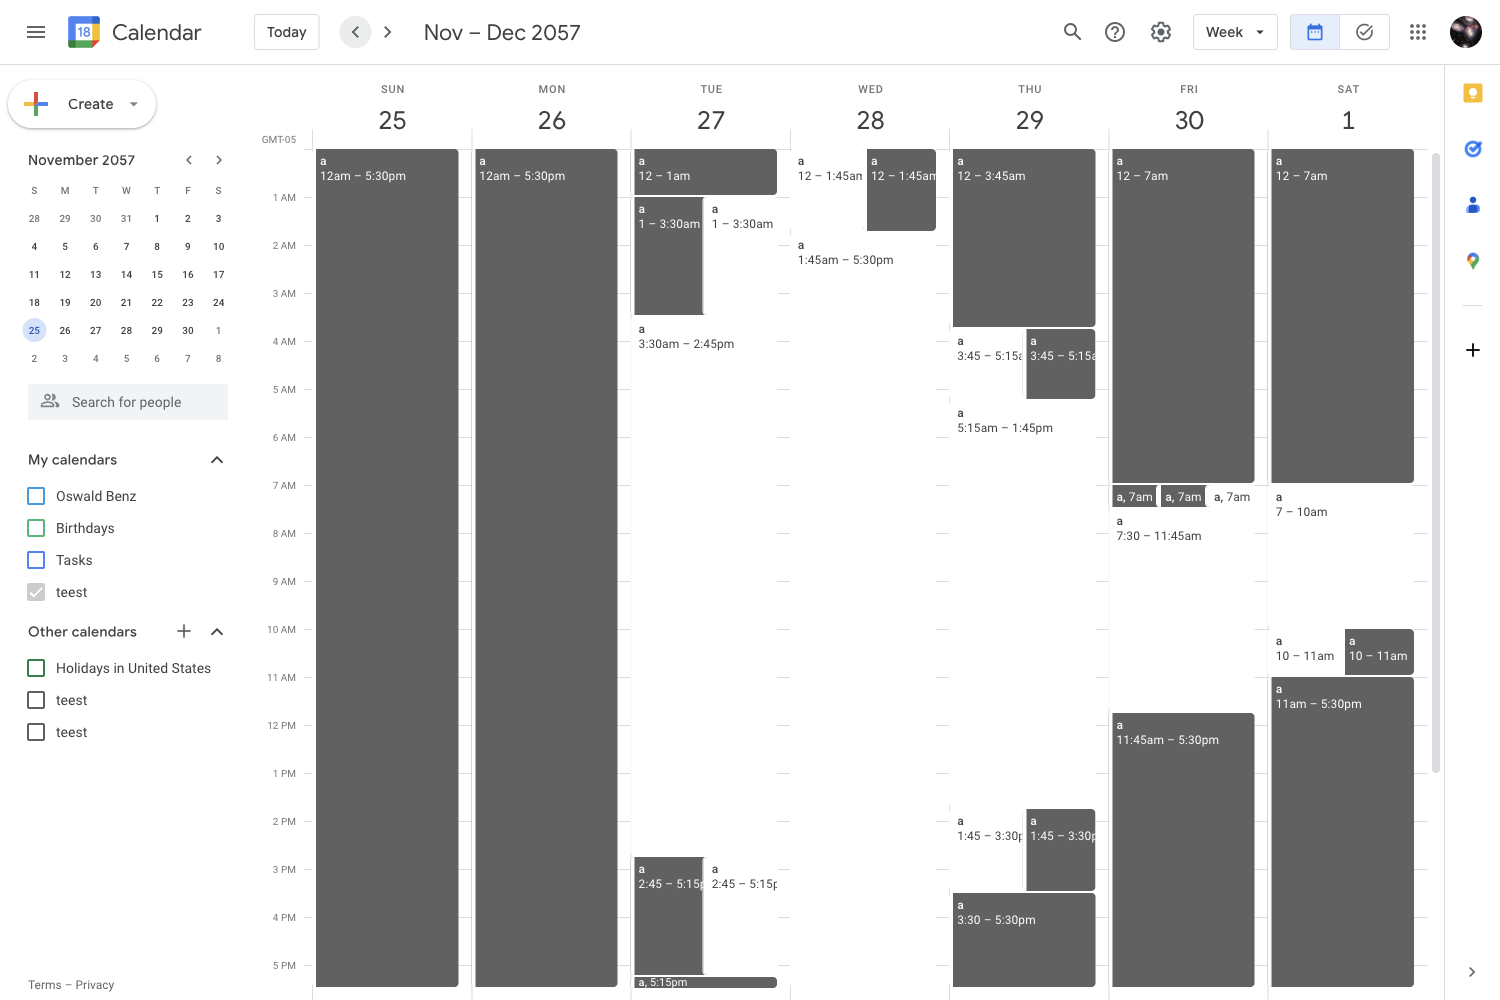 18 Calendar Today Nov – Dec 2057 Week
Create
November 2057
S M T W T F S
28 29 30 31 1 2 3
4 5 6 7 8 9 10
11 12 13 14 15 16 17
18 19 20 21 22 23 24
25 26 27 28 29 30 1
2 3 4 5 6 7 8
Search for people
My calendars
Oswald Benz
Birthdays
Tasks
teest
Other calendars
Holidays in United States
teest
teest
Terms – Privacy
SUN MON TUE WED THU FRI SAT
25 26 27 28 29 30 1
GMT-05
1 AM
2 AM
3 AM
4 AM
5 AM
6 AM
7 AM
8 AM
9 AM
10 AM
11 AM
12 PM
1 PM
2 PM
3 PM
4 PM
5 PM
a
12am – 5:30pm
a
12am – 5:30pm
a
12 – 1am
a
1 – 3:30am
a
1 – 3:30am
a
3:30am – 2:45pm
a
2:45 – 5:15p
a
2:45 – 5:15p
a, 5:15pm
a
12 – 1:45am
a
12 – 1:45am
a
1:45am – 5:30pm
a
12 – 3:45am
a
3:45 – 5:15a
a
3:45 – 5:15a
a
5:15am – 1:45pm
a
1:45 – 3:30p
a
1:45 – 3:30p
a
3:30 – 5:30pm
a
12 – 7am
a, 7am
a, 7am
a, 7am
a
7:30 – 11:45am
a
11:45am – 5:30pm
a
12 – 7am
a
7 – 10am
a
10 – 11am
a
10 – 11am
a
11am – 5:30pm